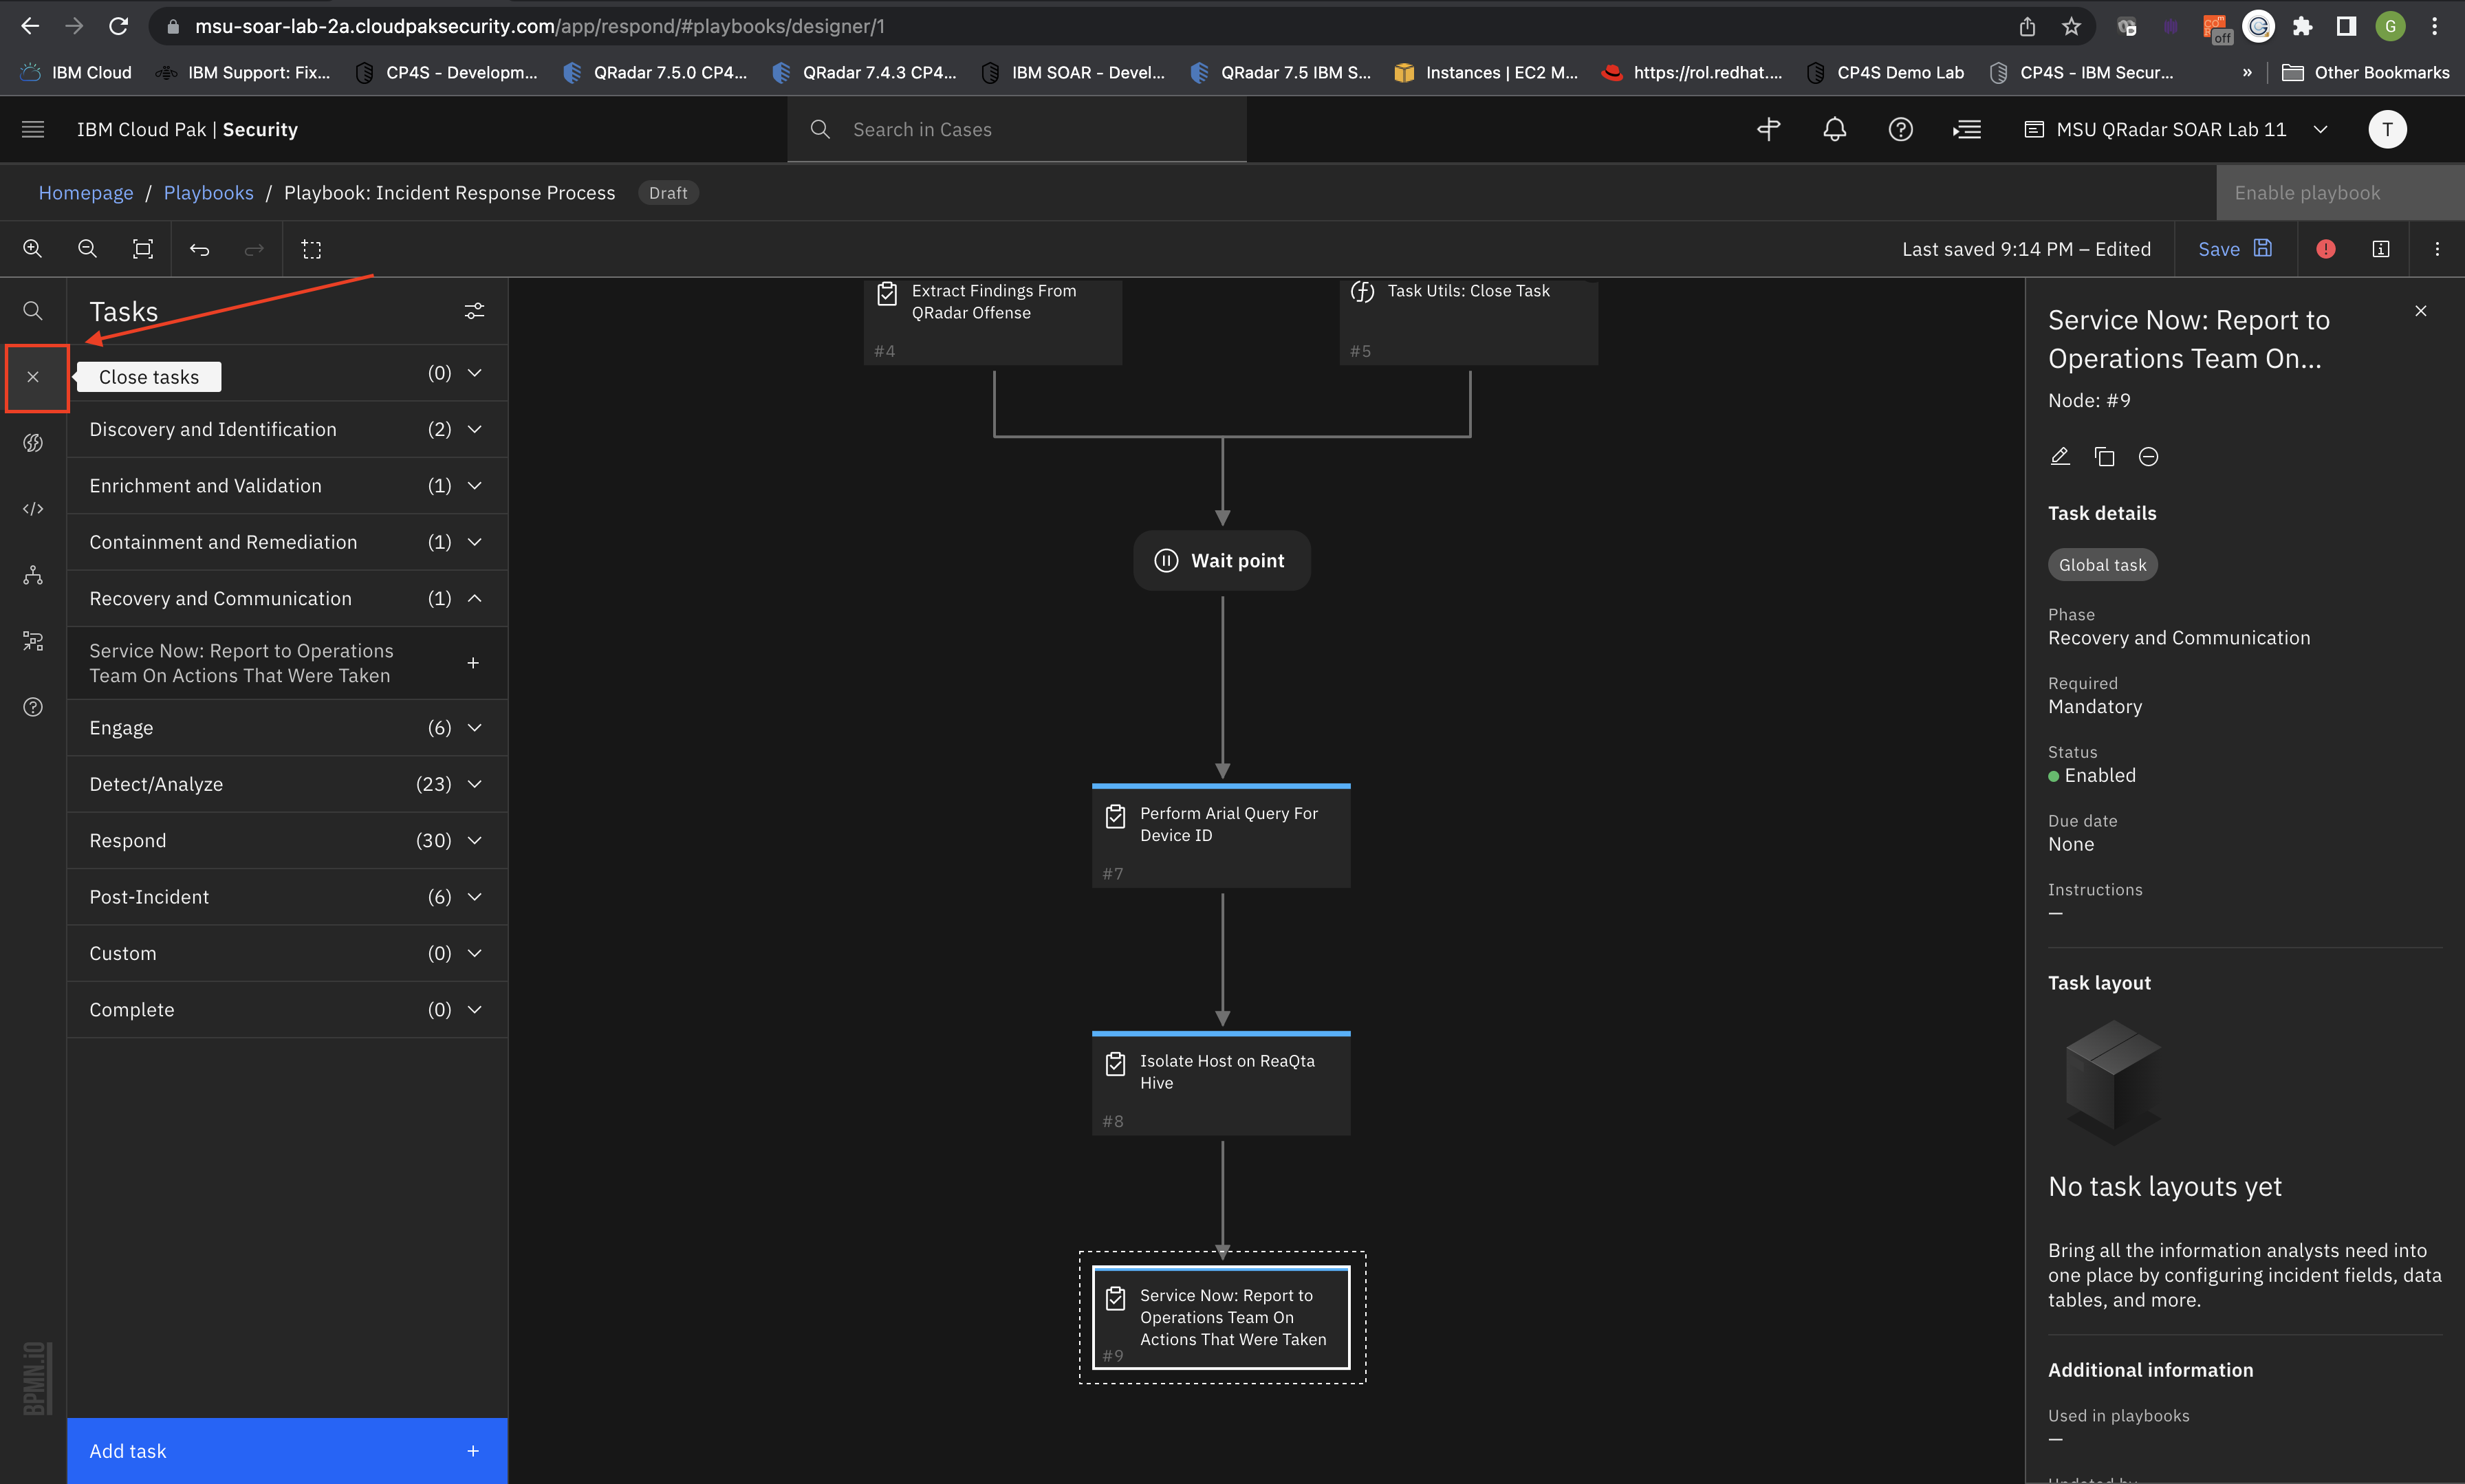 msu-soar-lab-2a.cloudpaksecurity.com/app/respond/#playbooks/designer/1
off
G
IBM Cloud
IBM Support: Fix...
CP4S - Developm...
QRadar 7.5.0 CP4...
QRadar 7.4.3 CP4...
IBM SOAR - Devel...
QRadar 7.5 IBM S...
Instances | EC2 M...
https://rol.redhat....
CP4S Demo Lab
CP4S - IBM Secur...
»
Other Bookmarks
IBM Cloud Pak | Security
Search in Cases
MSU QRadar SOAR Lab 11
T
Homepage / Playbooks / Playbook: Incident Response Process
Draft
Enable playbook
Last saved 9:14 PM – Edited
Save
Tasks
Close tasks
(0)
Discovery and Identification (2)
Enrichment and Validation (1)
Containment and Remediation (1)
Recovery and Communication (1)
Service Now: Report to Operations
Team On Actions That Were Taken
Engage (6)
Detect/Analyze (23)
Respond (30)
Post-Incident (6)
Custom (0)
Complete (0)
Add task +
BPMN.iO
Extract Findings From
QRadar Offense
#4
Task Utils: Close Task
#5
Wait point
Perform Arial Query For
Device ID
#7
Isolate Host on ReaQta
Hive
#8
Service Now: Report to
Operations Team On
Actions That Were Taken
#9
Service Now: Report to
Operations Team On...
Node: #9
Task details
Global task
Phase
Recovery and Communication
Required
Mandatory
Status
Enabled
Due date
None
Instructions
—
Task layout
No task layouts yet
Bring all the information analysts need into
one place by configuring incident fields, data
tables, and more.
Additional information
Used in playbooks
—